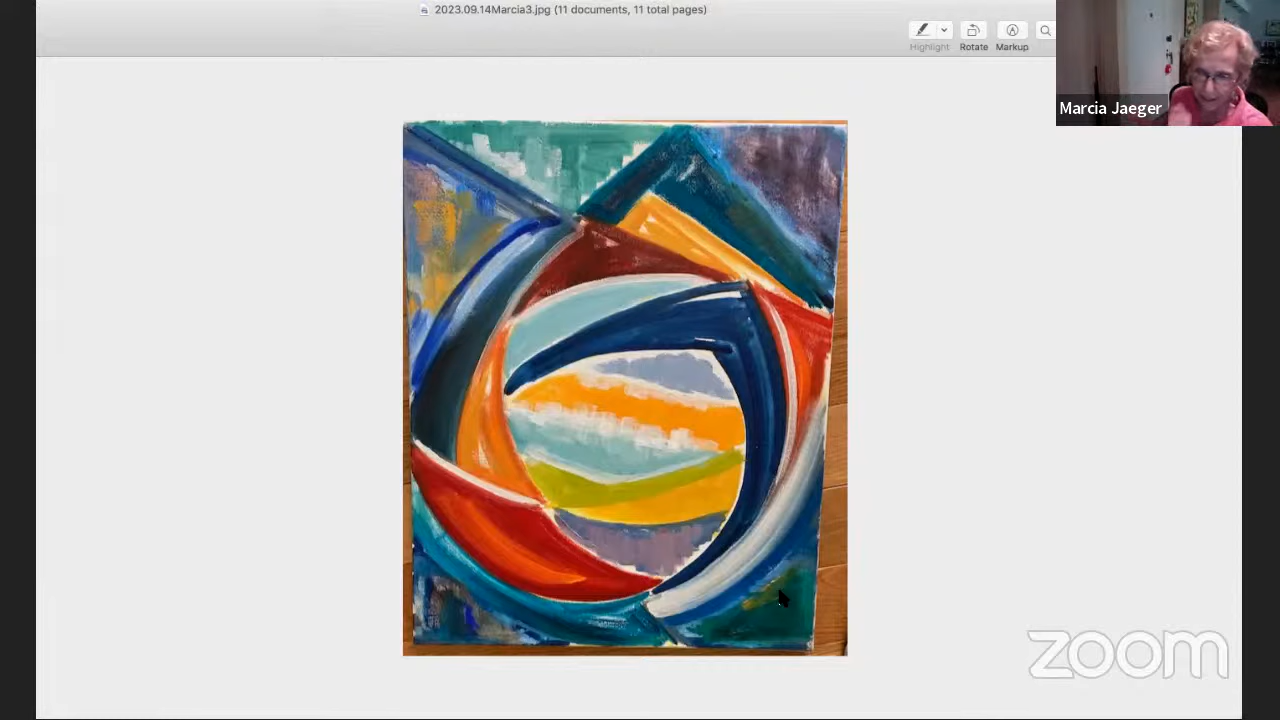 2023.09.14Marcia3.jpg (11 documents, 11 total pages)
Highlight
Rotate
Markup
Marcia Jaeger
zoom